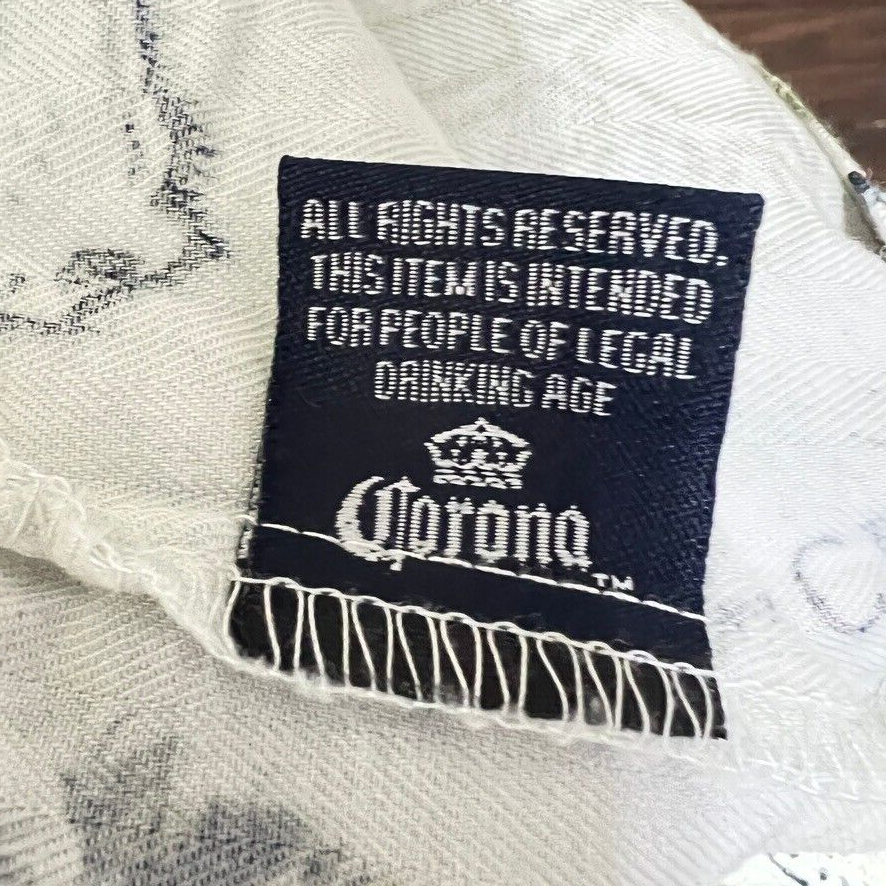 ALL RIGHTS RESERVED.
THIS ITEM IS INTENDED
FOR PEOPLE OF LEGAL
DRINKING AGE
Corona
TM